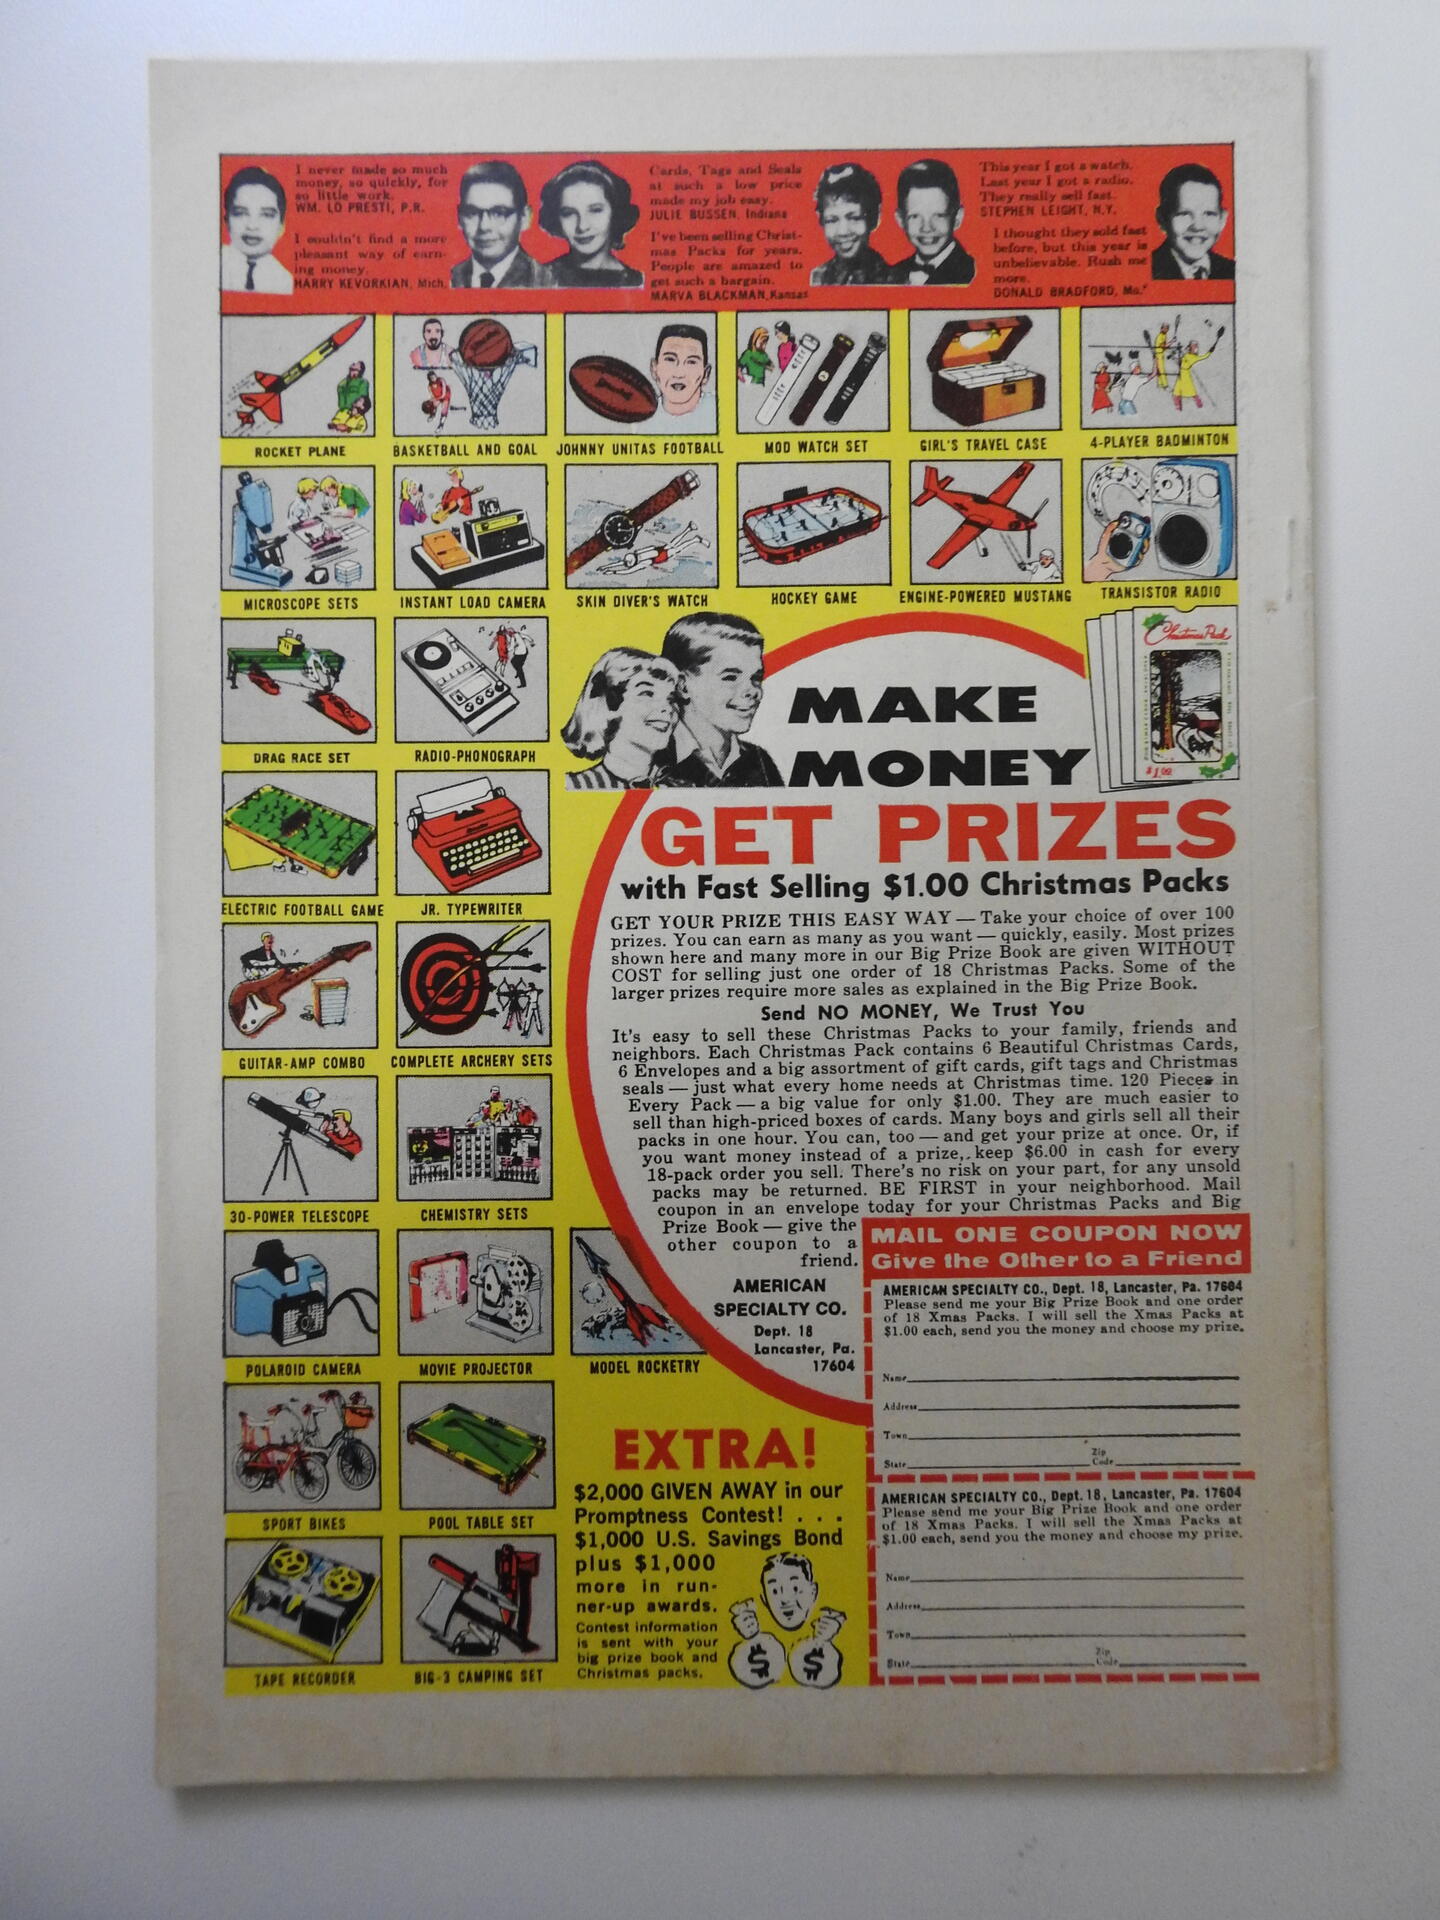 I never made so much
money, so quickly, for
so little work.
WM. LO PRESTI, P.R.
I couldn't find a more
pleasant way of earn-
ing money.
HARRY KEVORKIAN, Mich.
Cards, Tags and Seals
at such a low price
made my job easy.
JULIE BUSSEN, Indiana
I've been selling Christ-
mas Packs for years.
People are amazed to
get such a bargain.
MARVA BLACKMAN, Kansas
This year I got a watch.
Last year I got a radio.
They really sell fast.
STEPHEN LEIGHT, N.Y.
I thought they sold fast
before, but this year is
unbelievable. Rush me
more.
DONALD BRADFORD, Mo.
ROCKET PLANE
BASKETBALL AND GOAL
JOHNNY UNITAS FOOTBALL
MOD WATCH SET
GIRL'S TRAVEL CASE
4-PLAYER BADMINTON
MICROSCOPE SETS
INSTANT LOAD CAMERA
SKIN DIVER'S WATCH
HOCKEY GAME
ENGINE-POWERED MUSTANG
TRANSISTOR RADIO
DRAG RACE SET
RADIO-PHONOGRAPH
ELECTRIC FOOTBALL GAME
JR. TYPEWRITER
GUITAR-AMP COMBO
COMPLETE ARCHERY SETS
30-POWER TELESCOPE
CHEMISTRY SETS
POLAROID CAMERA
MOVIE PROJECTOR
MODEL ROCKETRY
SPORT BIKES
POOL TABLE SET
TAPE RECORDER
BIG-3 CAMPING SET
Christmas Pack
$1.00
MAKE
MONEY
GET PRIZES
with Fast Selling $1.00 Christmas Packs
GET YOUR PRIZE THIS EASY WAY — Take your choice of over 100
prizes. You can earn as many as you want — quickly, easily. Most prizes
shown here and many more in our Big Prize Book are given WITHOUT
COST for selling just one order of 18 Christmas Packs. Some of the
larger prizes require more sales as explained in the Big Prize Book.
Send NO MONEY, We Trust You
It's easy to sell these Christmas Packs to your family, friends and
neighbors. Each Christmas Pack contains 6 Beautiful Christmas Cards,
6 Envelopes and a big assortment of gift cards, gift tags and Christmas
seals — just what every home needs at Christmas time. 120 Pieces in
Every Pack — a big value for only $1.00. They are much easier to
sell than high-priced boxes of cards. Many boys and girls sell all their
packs in one hour. You can, too — and get your prize at once. Or, if
you want money instead of a prize, keep $6.00 in cash for every
18-pack order you sell. There's no risk on your part, for any unsold
packs may be returned. BE FIRST in your neighborhood. Mail
coupon in an envelope today for your Christmas Packs and Big
Prize Book — give the
other coupon to a
friend.
AMERICAN
SPECIALTY CO.
Dept. 18
Lancaster, Pa.
17604
EXTRA!
$2,000 GIVEN AWAY in our
Promptness Contest! . . .
$1,000 U.S. Savings Bond
plus $1,000
more in run-
ner-up awards.
Contest information
is sent with your
big prize book and
Christmas packs.
$ $
MAIL ONE COUPON NOW
Give the Other to a Friend
AMERICAN SPECIALTY CO., Dept. 18, Lancaster, Pa. 17604
Please send me your Big Prize Book and one order
of 18 Xmas Packs. I will sell the Xmas Packs at
$1.00 each, send you the money and choose my prize.
Name
Address
Town
State Zip Code
AMERICAN SPECIALTY CO., Dept. 18, Lancaster, Pa. 17604
Please send me your Big Prize Book and one order
of 18 Xmas Packs. I will sell the Xmas Packs at
$1.00 each, send you the money and choose my prize.
Name
Address
Town
State Zip Code